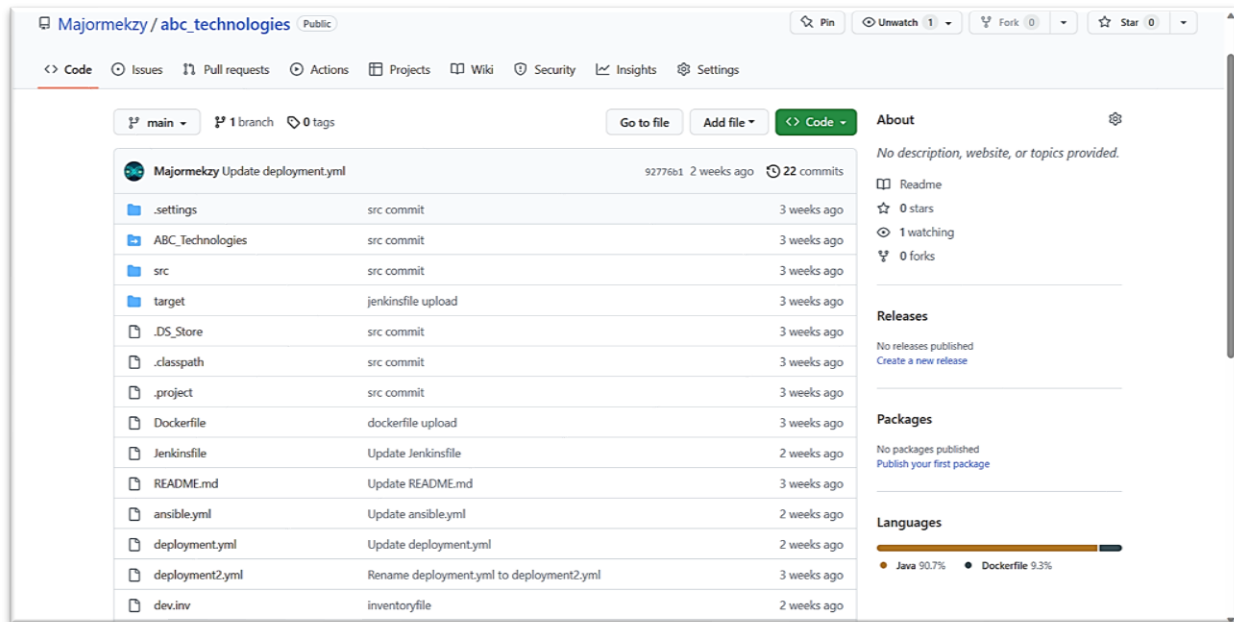 Majormekzy / abc_technologies Public
Pin Unwatch 1 Fork 0 Star 0
Code Issues Pull requests Actions Projects Wiki Security Insights Settings
main 1 branch 0 tags Go to file Add file Code
Majormekzy Update deployment.yml 92776b1 2 weeks ago 22 commits
.settings src commit 3 weeks ago
ABC_Technologies src commit 3 weeks ago
src src commit 3 weeks ago
target jenkinsfile upload 3 weeks ago
.DS_Store src commit 3 weeks ago
.classpath src commit 3 weeks ago
.project src commit 3 weeks ago
Dockerfile dockerfile upload 3 weeks ago
Jenkinsfile Update Jenkinsfile 2 weeks ago
README.md Update README.md 3 weeks ago
ansible.yml Update ansible.yml 2 weeks ago
deployment.yml Update deployment.yml 2 weeks ago
deployment2.yml Rename deployment.yml to deployment2.yml 3 weeks ago
dev.inv inventoryfile 2 weeks ago
About
No description, website, or topics provided.
Readme
0 stars
1 watching
0 forks
Releases
No releases published
Create a new release
Packages
No packages published
Publish your first package
Languages
Java 90.7% Dockerfile 9.3%